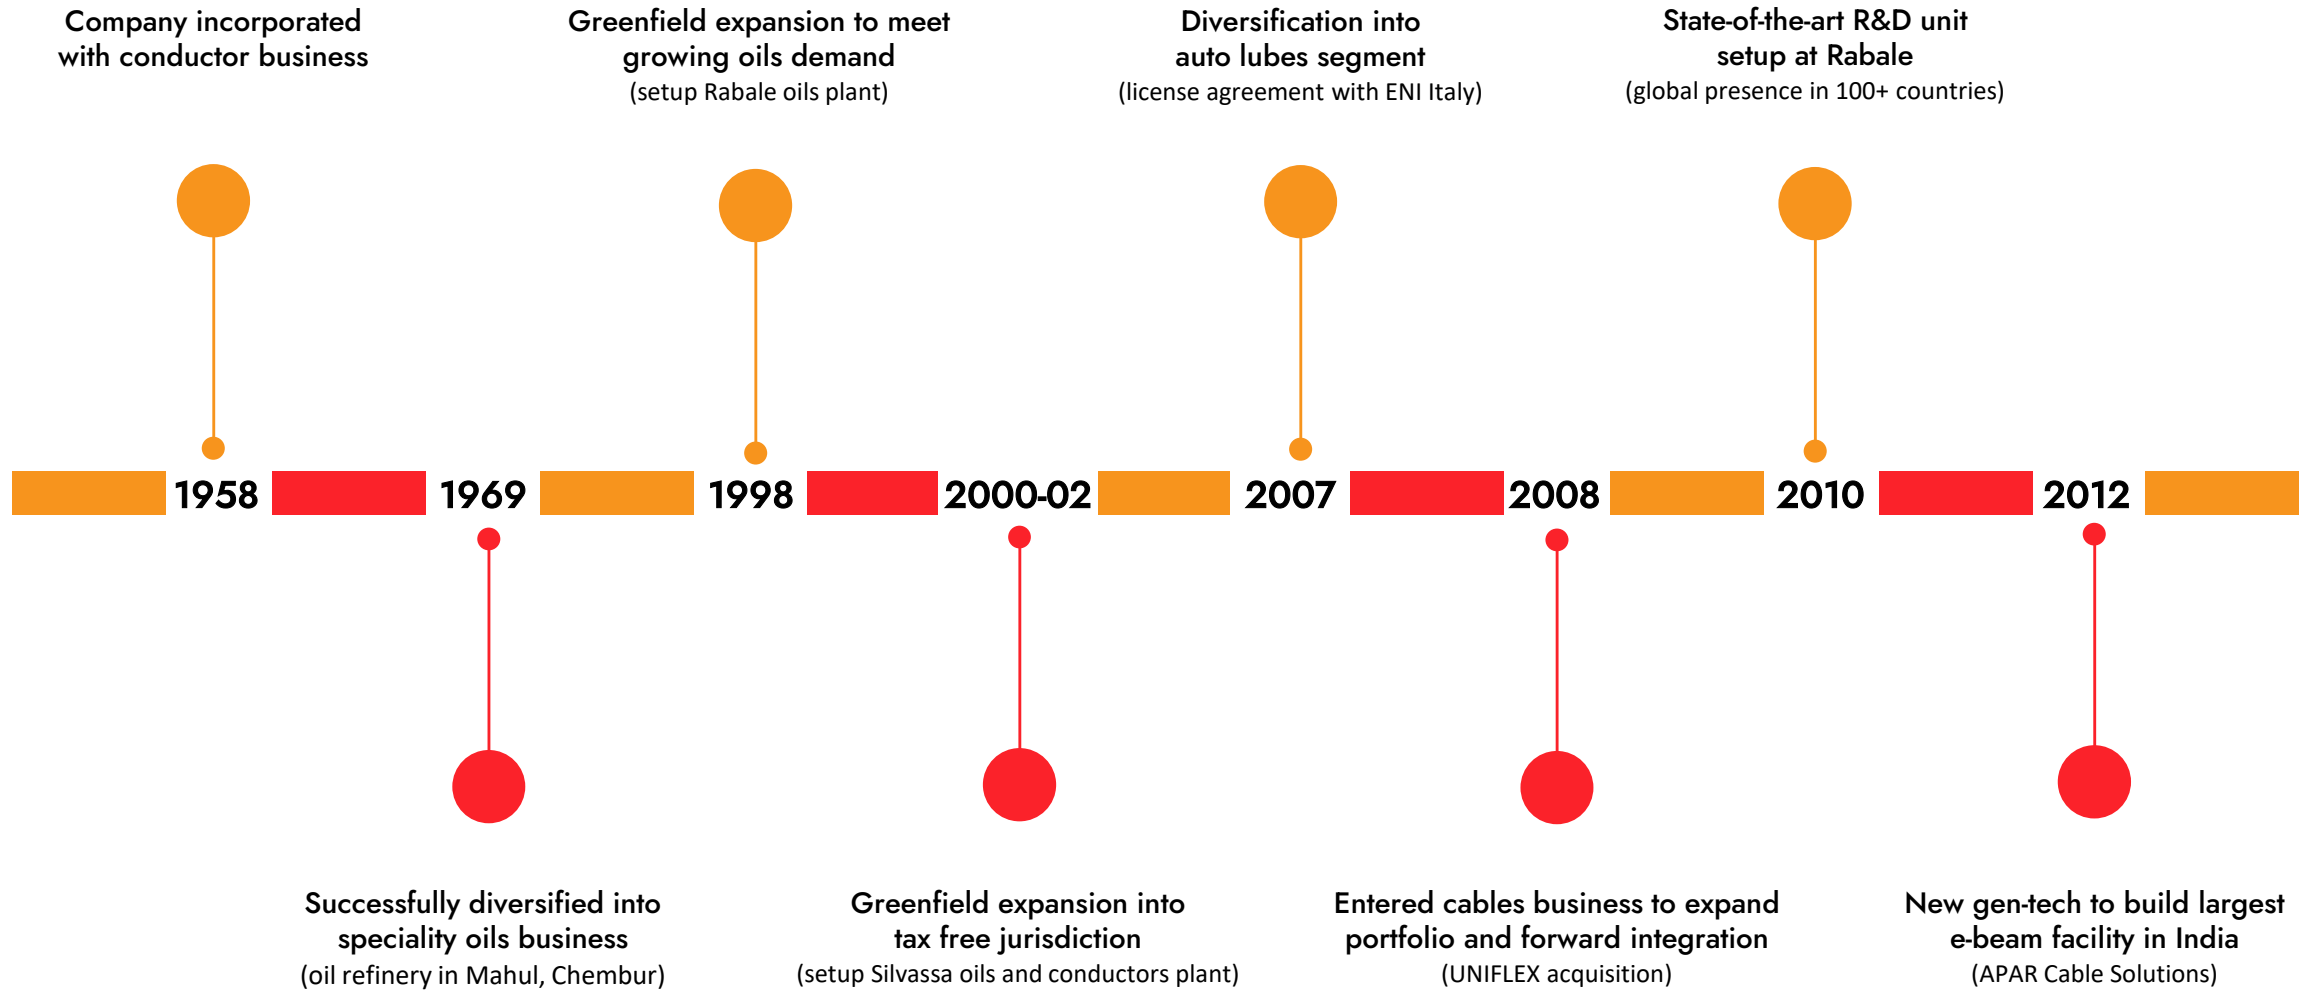 Company incorporated
with conductor business
Greenfield expansion to meet
growing oils demand
(setup Rabale oils plant)
Diversification into
auto lubes segment
(license agreement with ENI Italy)
State-of-the-art R&D unit
setup at Rabale
(global presence in 100+ countries)
1958
1969
1998
2000-02
2007
2008
2010
2012
Successfully diversified into
speciality oils business
(oil refinery in Mahul, Chembur)
Greenfield expansion into
tax free jurisdiction
(setup Silvassa oils and conductors plant)
Entered cables business to expand
portfolio and forward integration
(UNIFLEX acquisition)
New gen-tech to build largest
e-beam facility in India
(APAR Cable Solutions)